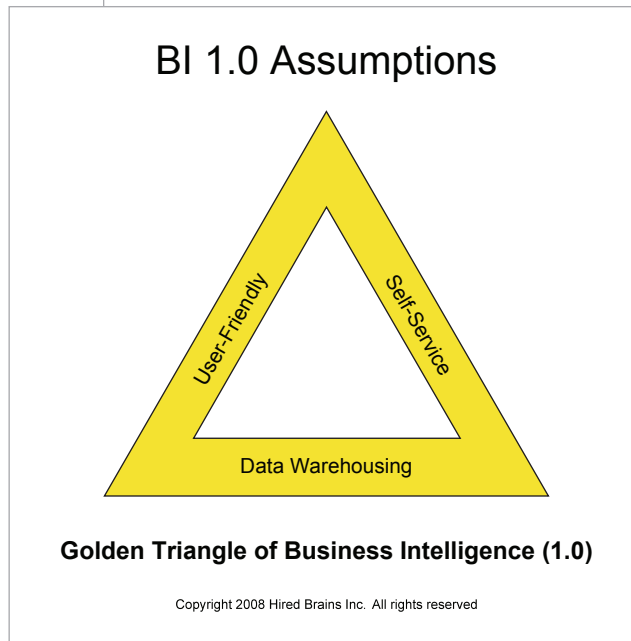 BI 1.0 Assumptions
User-Friendly
Self-Service
Data Warehousing
Golden Triangle of Business Intelligence (1.0)
Copyright 2008 Hired Brains Inc. All rights reserved